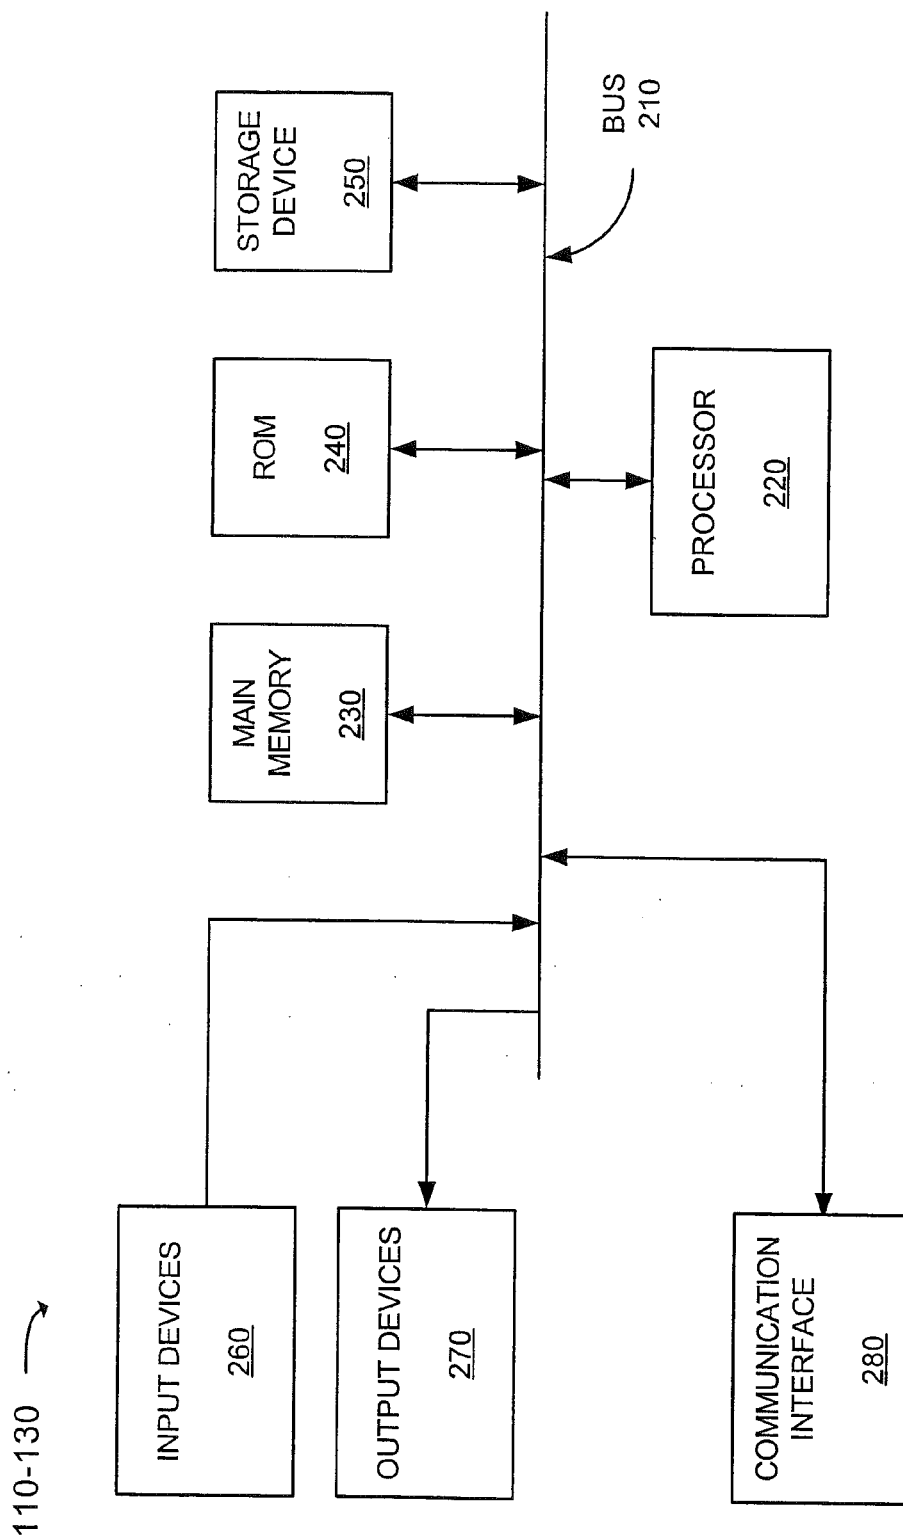 110-130
INPUT DEVICES
260
OUTPUT DEVICES
270
COMMUNICATION
INTERFACE
280
MAIN
MEMORY
230
ROM
240
STORAGE
DEVICE
250
PROCESSOR
220
BUS
210